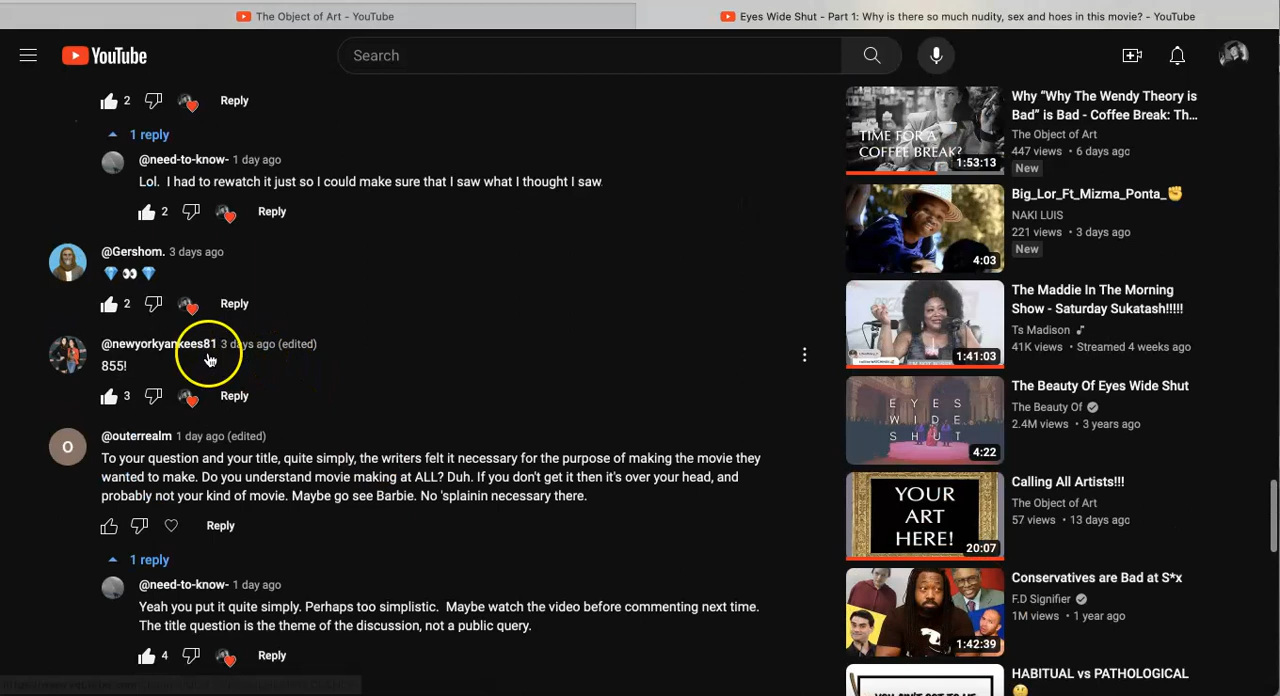 The Object of Art - YouTube
Eyes Wide Shut - Part 1: Why is there so much nudity, sex and hoes in this movie? - YouTube
YouTube
Search
2 Reply
1 reply
@need-to-know- 1 day ago
Lol. I had to rewatch it just so I could make sure that I saw what I thought I saw
2 Reply
@Gershom. 3 days ago
💎👀💎
2 Reply
@newyorkyankees81 3 days ago (edited)
855!
3 Reply
@outerrealm 1 day ago (edited)
To your question and your title, quite simply, the writers felt it necessary for the purpose of making the movie they
wanted to make. Do you understand movie making at ALL? Duh. If you don't get it then it's over your head, and
probably not your kind of movie. Maybe go see Barbie. No 'splainin necessary there.
Reply
1 reply
@need-to-know- 1 day ago
Yeah you put it quite simply. Perhaps too simplistic. Maybe watch the video before commenting next time.
The title question is the theme of the discussion, not a public query.
4 Reply
TIME FOR A
COFFEE BREAK?
1:53:13
Why “Why The Wendy Theory is
Bad” is Bad - Coffee Break: Th...
The Object of Art
447 views • 6 days ago
New
4:03
Big_Lor_Ft_Mizma_Ponta_✊
NAKI LUIS
221 views • 3 days ago
New
1:41:03
The Maddie In The Morning
Show - Saturday Sukatash!!!!!
Ts Madison ♪
41K views • Streamed 4 weeks ago
EYES
WIDE
SHUT
4:22
The Beauty Of Eyes Wide Shut
The Beauty Of
2.4M views • 3 years ago
YOUR
ART
HERE!
20:07
Calling All Artists!!!
The Object of Art
57 views • 13 days ago
1:42:39
Conservatives are Bad at S*x
F.D Signifier
1M views • 1 year ago
HABITUAL vs PATHOLOGICAL